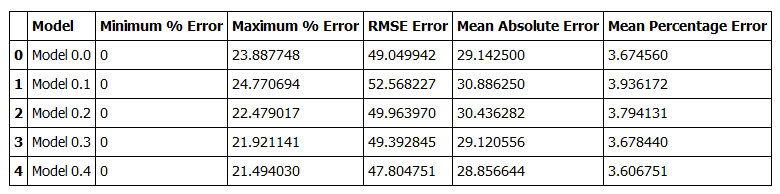 Model Minimum % Error Maximum % Error RMSE Error Mean Absolute Error Mean Percentage Error
0 Model 0.0 0 23.887748 49.049942 29.142500 3.674560
1 Model 0.1 0 24.770694 52.568227 30.886250 3.936172
2 Model 0.2 0 22.479017 49.963970 30.436282 3.794131
3 Model 0.3 0 21.921141 49.392845 29.120556 3.678440
4 Model 0.4 0 21.494030 47.804751 28.856644 3.606751